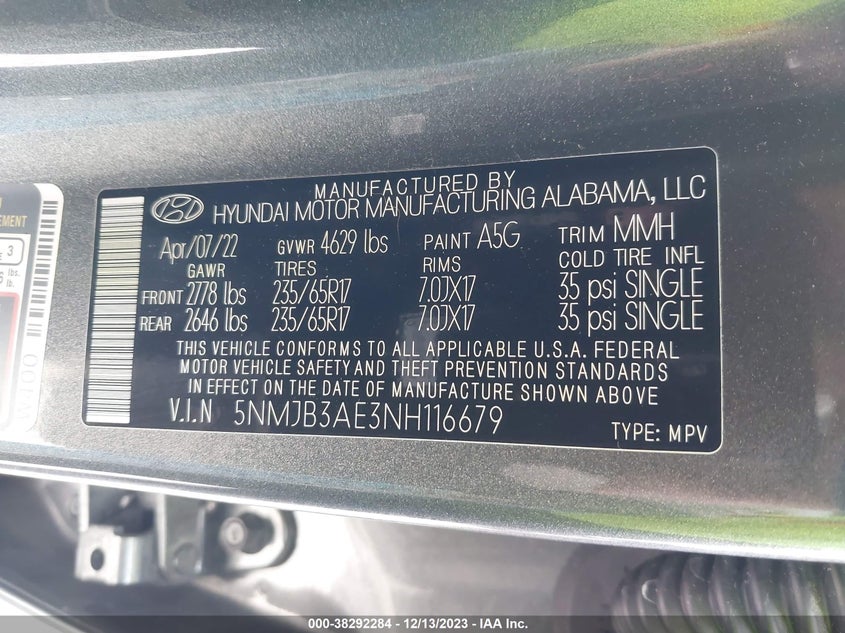 MANUFACTURED BY
HYUNDAI MOTOR MANUFACTURING ALABAMA, LLC
Apr/07/22 GVWR 4629 lbs PAINT A5G TRIM MMH
GAWR TIRES RIMS COLD TIRE INFL
FRONT 2778 lbs 235/65R17 7.0JX17 35 psi SINGLE
REAR 2646 lbs 235/65R17 7.0JX17 35 psi SINGLE
THIS VEHICLE CONFORMS TO ALL APPLICABLE U.S.A. FEDERAL
MOTOR VEHICLE SAFETY AND THEFT PREVENTION STANDARDS
IN EFFECT ON THE DATE OF MANUFACTURE SHOWN ABOVE
V.I.N 5NMJB3AE3NH116679
TYPE: MPV
EMENT
3
lbs.
lb.
000-38292284 - 12/13/2023 - IAA Inc.